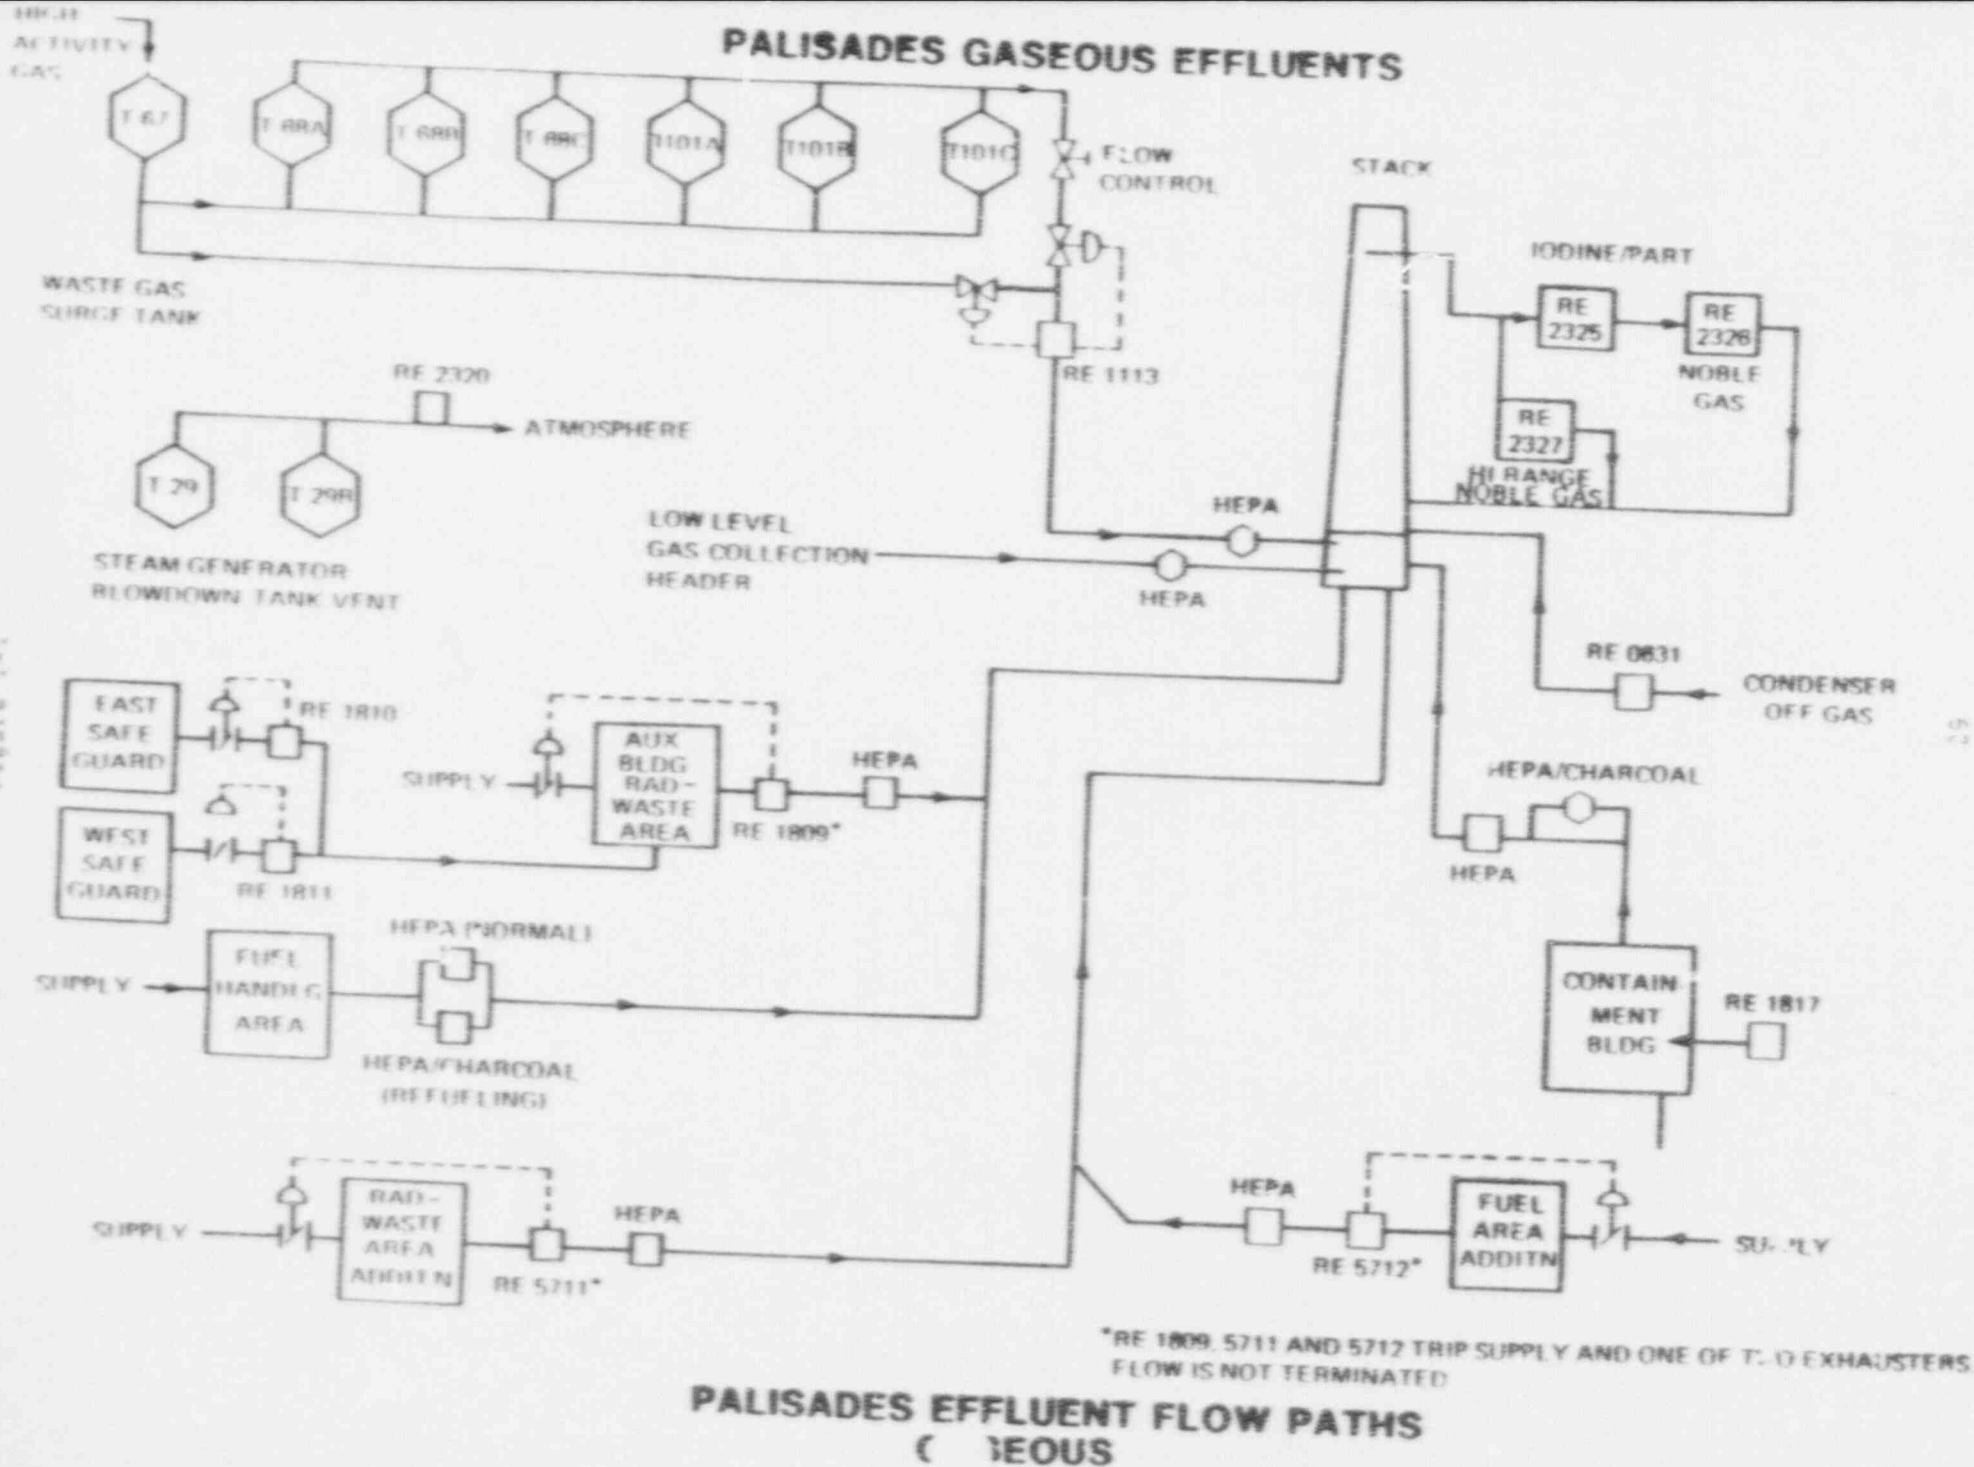 PALISADES GASEOUS EFFLUENTS
HIGH
ACTIVITY
GAS
T 67
T 68A
T 68B
T 68C
T101A
T101B
T101C
FLOW
CONTROL
WASTE GAS
SURGE TANK
RE 1113
STACK
IODINE/PART
RE
2325
RE
2326
NOBLE
GAS
RE
2327
HI RANGE
NOBLE GAS
RE 2320
ATMOSPHERE
T 29
T 29B
STEAM GENERATOR
BLOWDOWN TANK VENT
LOW LEVEL
GAS COLLECTION
HEADER
HEPA
HEPA
RE 0631
CONDENSER
OFF GAS
EAST
SAFE
GUARD
RE 1810
WEST
SAFE
GUARD
RE 1811
SUPPLY
AUX
BLDG
RAD-
WASTE
AREA
RE 1809*
HEPA
HEPA/CHARCOAL
HEPA
SUPPLY
FUEL
HANDLG
AREA
HEPA (NORMAL)
HEPA/CHARCOAL
(REFUELING)
CONTAIN
MENT
BLDG
RE 1817
SUPPLY
RAD-
WASTE
AREA
ADDITN
RE 5711*
HEPA
HEPA
RE 5712*
FUEL
AREA
ADDITN
*RE 1809, 5711 AND 5712 TRIP SUPPLY AND ONE OF EXHAUSTERS
FLOW IS NOT TERMINATED
PALISADES EFFLUENT FLOW PATHS